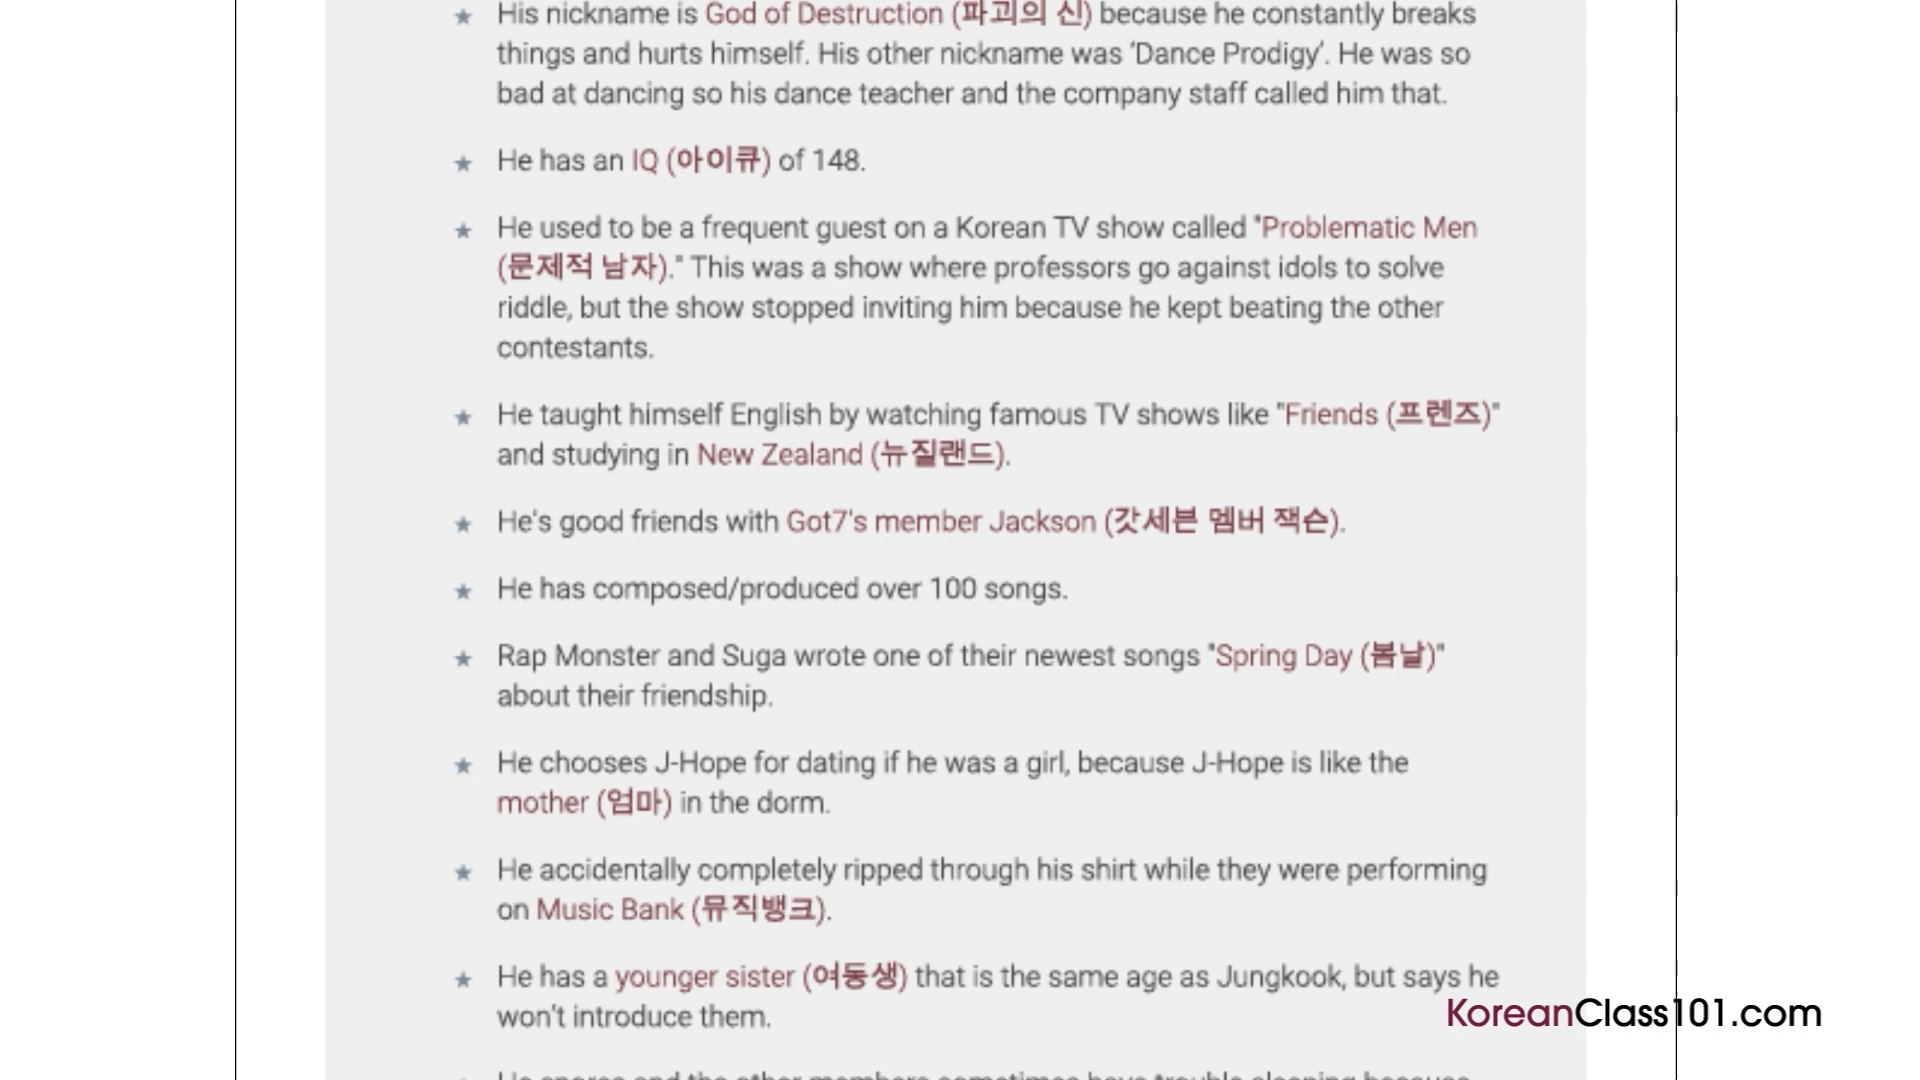 ★ His nickname is God of Destruction (파괴의 신) because he constantly breaks
things and hurts himself. His other nickname was ‘Dance Prodigy’. He was so
bad at dancing so his dance teacher and the company staff called him that.
★ He has an IQ (아이큐) of 148.
★ He used to be a frequent guest on a Korean TV show called "Problematic Men
(문제적 남자)." This was a show where professors go against idols to solve
riddle, but the show stopped inviting him because he kept beating the other
contestants.
★ He taught himself English by watching famous TV shows like "Friends (프렌즈)"
and studying in New Zealand (뉴질랜드).
★ He's good friends with Got7's member Jackson (갓세븐 멤버 잭슨).
★ He has composed/produced over 100 songs.
★ Rap Monster and Suga wrote one of their newest songs "Spring Day (봄날)"
about their friendship.
★ He chooses J-Hope for dating if he was a girl, because J-Hope is like the
mother (엄마) in the dorm.
★ He accidentally completely ripped through his shirt while they were performing
on Music Bank (뮤직뱅크).
★ He has a younger sister (여동생) that is the same age as Jungkook, but says he
won't introduce them.
KoreanClass101.com